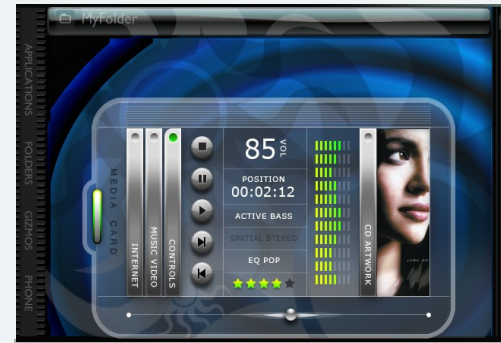 MyFolder
APPLICATIONS
FOLDERS
GIZMOS
PHONE
MEDIA CARD
INTERNET
MUSIC VIDEO
CONTROLS
85 VOL
POSITION
00:02:12
ACTIVE BASS
SPATIAL STEREO
EQ POP
CD ARTWORK